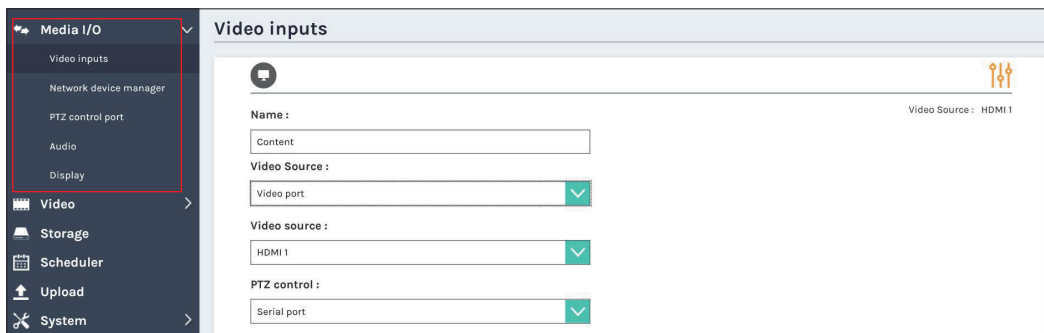 Media I/O
Video inputs
Network device manager
PTZ control port
Audio
Display
Video
Storage
Scheduler
Upload
System
Video inputs
Video Source : HDMI 1
Name :
Content
Video Source :
Video port
Video source :
HDMI 1
PTZ control :
Serial port